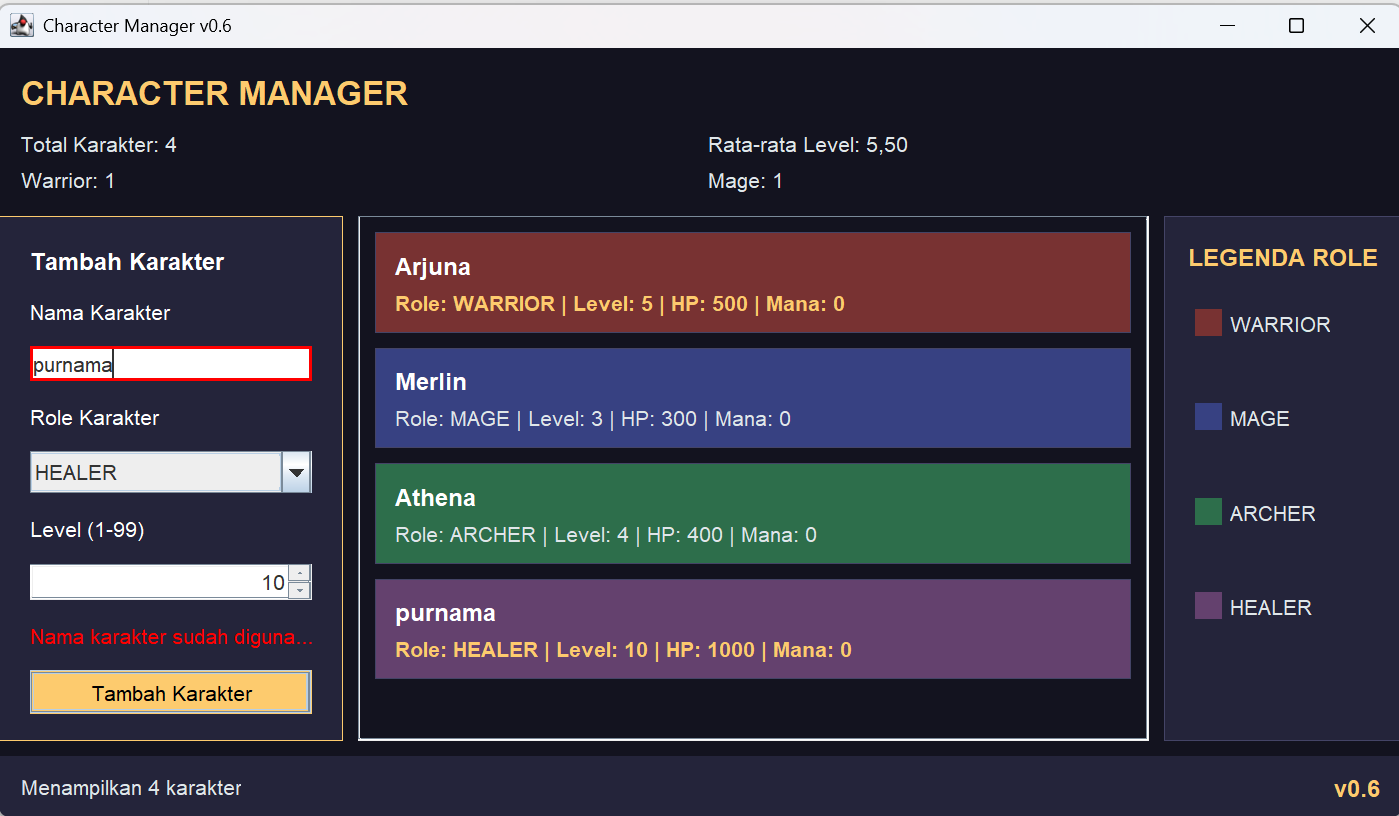 Character Manager v0.6
CHARACTER MANAGER
Total Karakter: 4
Rata-rata Level: 5,50
Warrior: 1
Mage: 1
Tambah Karakter
Nama Karakter
purnama
Role Karakter
HEALER
Level (1-99)
10
Nama karakter sudah diguna...
Tambah Karakter
Arjuna
Role: WARRIOR | Level: 5 | HP: 500 | Mana: 0
Merlin
Role: MAGE | Level: 3 | HP: 300 | Mana: 0
Athena
Role: ARCHER | Level: 4 | HP: 400 | Mana: 0
purnama
Role: HEALER | Level: 10 | HP: 1000 | Mana: 0
LEGENDA ROLE
WARRIOR
MAGE
ARCHER
HEALER
Menampilkan 4 karakter
v0.6